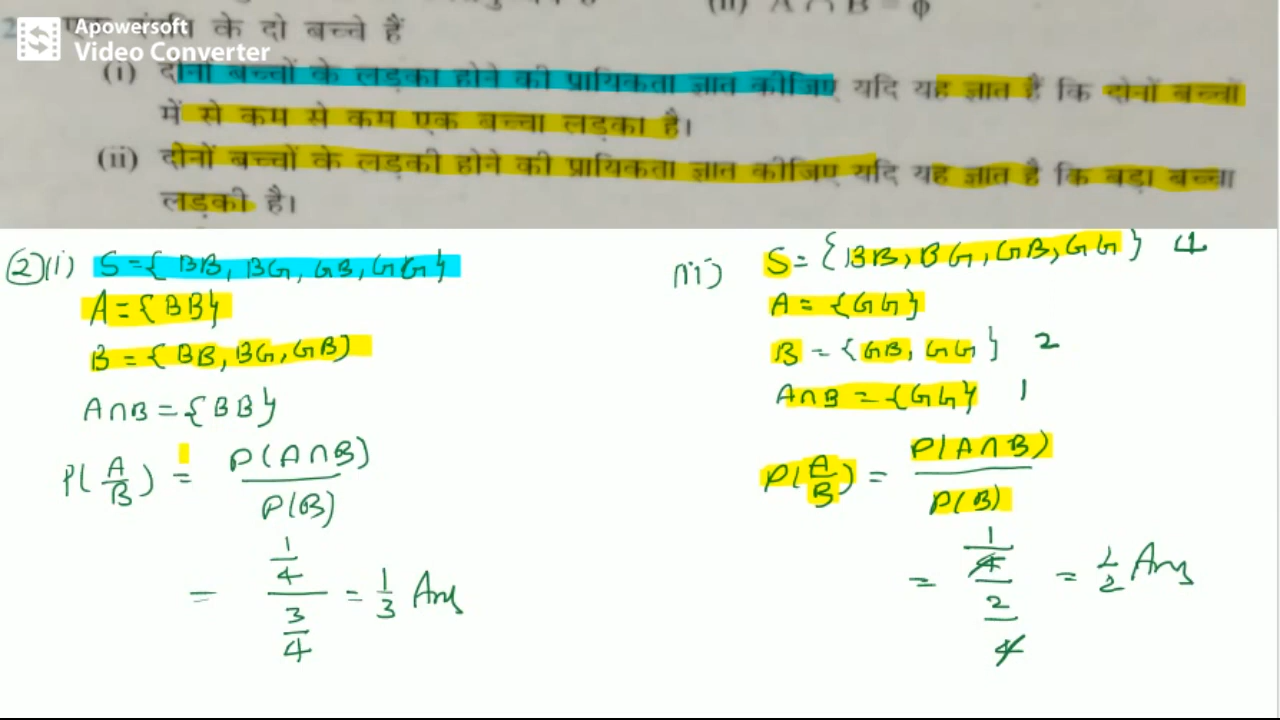 (ii) A ∩ B = ϕ
Apowersoft
Video Converter
के दो बच्चे हैं
(i) दोनों बच्चों के लड़का होने की प्रायिकता ज्ञात कीजिए यदि यह ज्ञात है कि दोनों बच्चों
में से कम से कम एक बच्चा लड़का है।
(ii) दोनों बच्चों के लड़की होने की प्रायिकता ज्ञात कीजिए यदि यह ज्ञात है कि बड़ा बच्चा
लड़की है।
② (i) S = { BB, BG, GB, GG }
A = { BB }
B = { BB, BG, GB }
A∩B = { BB }
P(A/B) = P(A∩B)/P(B)
= (1/4)/(3/4) = 1/3 Ans
(ii) S = { BB, BG, GB, GG } 4
A = { GG }
B = { GB, GG } 2
A∩B = { GG } 1
P(A/B) = P(A∩B)/P(B)
= (1/4)/(2/4) = 1/2 Ans